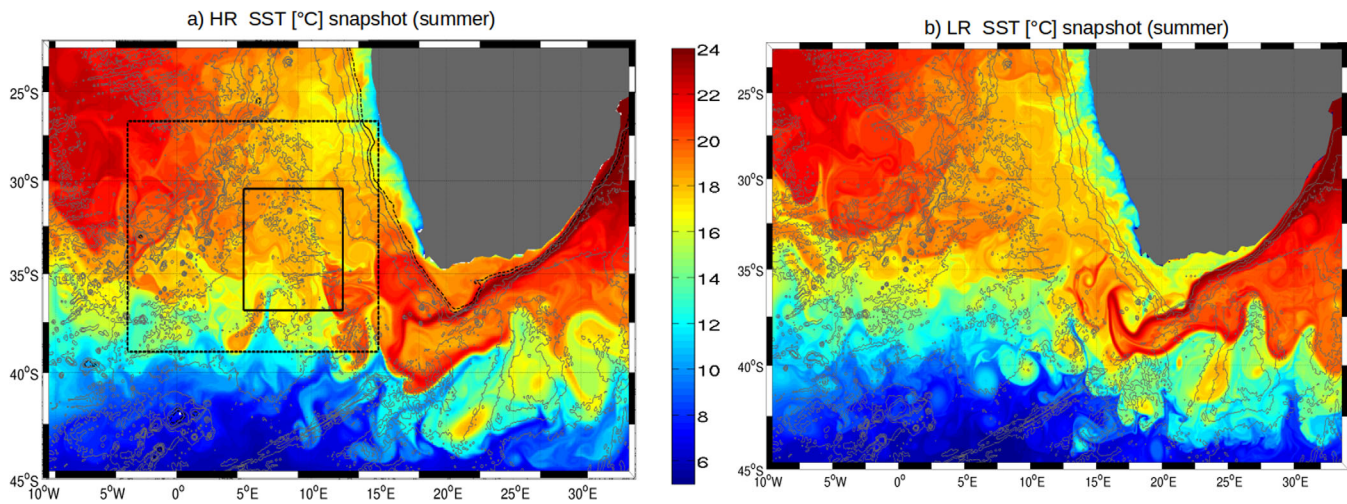 a) HR SST [°C] snapshot (summer)
b) LR SST [°C] snapshot (summer)
25°S
30°S
35°S
40°S
45°S
10°W 5°W 0° 5°E 10°E 15°E 20°E 25°E 30°E
24
22
20
18
16
14
12
10
8
6
25°S
30°S
35°S
40°S
45°S
10°W 5°W 0° 5°E 10°E 15°E 20°E 25°E 30°E